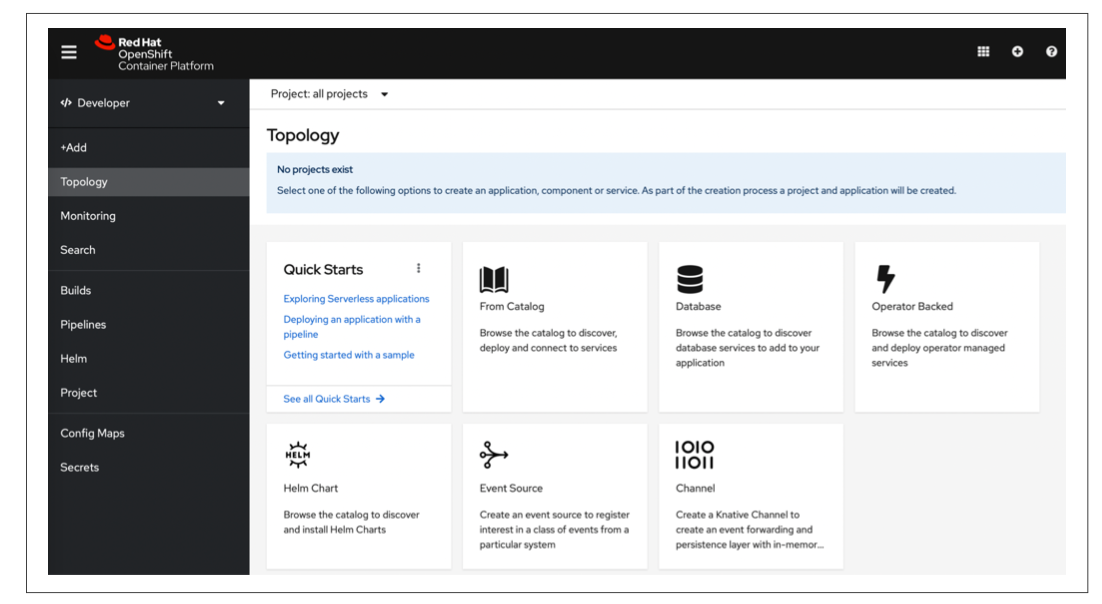 Red Hat
OpenShift
Container Platform
</> Developer
Project: all projects
+Add
Topology
Monitoring
Search
Builds
Pipelines
Helm
Project
Config Maps
Secrets
Topology
No projects exist
Select one of the following options to create an application, component or service. As part of the creation process a project and application will be created.
Quick Starts
Exploring Serverless applications
Deploying an application with a
pipeline
Getting started with a sample
See all Quick Starts →
From Catalog
Browse the catalog to discover,
deploy and connect to services
Database
Browse the catalog to discover
database services to add to your
application
Operator Backed
Browse the catalog to discover
and deploy operator managed
services
HELM
Helm Chart
Browse the catalog to discover
and install Helm Charts
Event Source
Create an event source to register
interest in a class of events from a
particular system
1010
11011
Channel
Create a Knative Channel to
create an event forwarding and
persistence layer with in-memor...